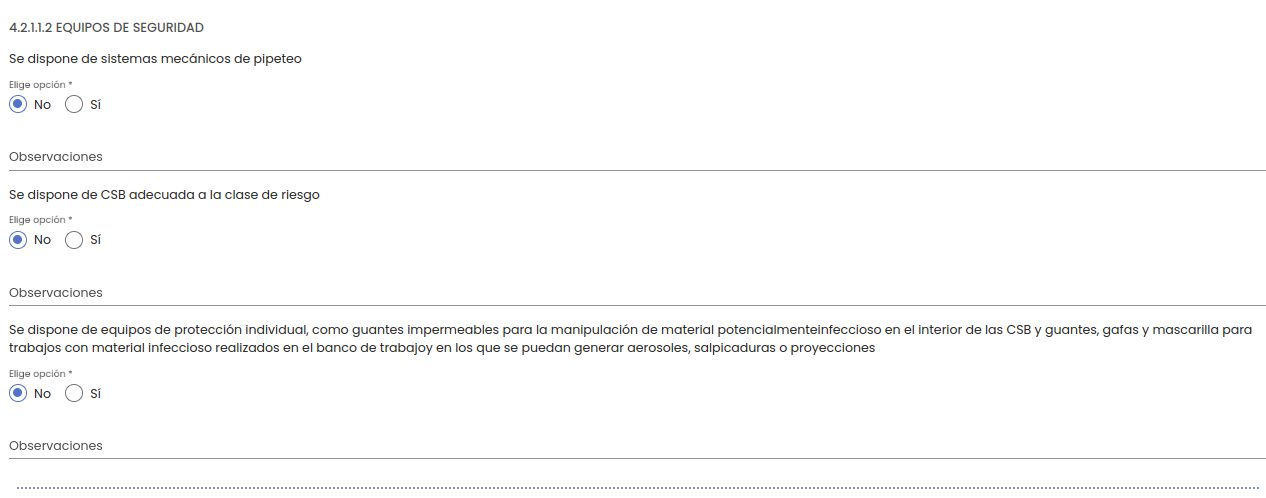 4.2.1.1.2 EQUIPOS DE SEGURIDAD
Se dispone de sistemas mecánicos de pipeteo
Elige opción *
No Sí
Observaciones
Se dispone de CSB adecuada a la clase de riesgo
Elige opción *
No Sí
Observaciones
Se dispone de equipos de protección individual, como guantes impermeables para la manipulación de material potencialmenteinfeccioso en el interior de las CSB y guantes, gafas y mascarilla para
trabajos con material infeccioso realizados en el banco de trabajoy en los que se puedan generar aerosoles, salpicaduras o proyecciones
Elige opción *
No Sí
Observaciones